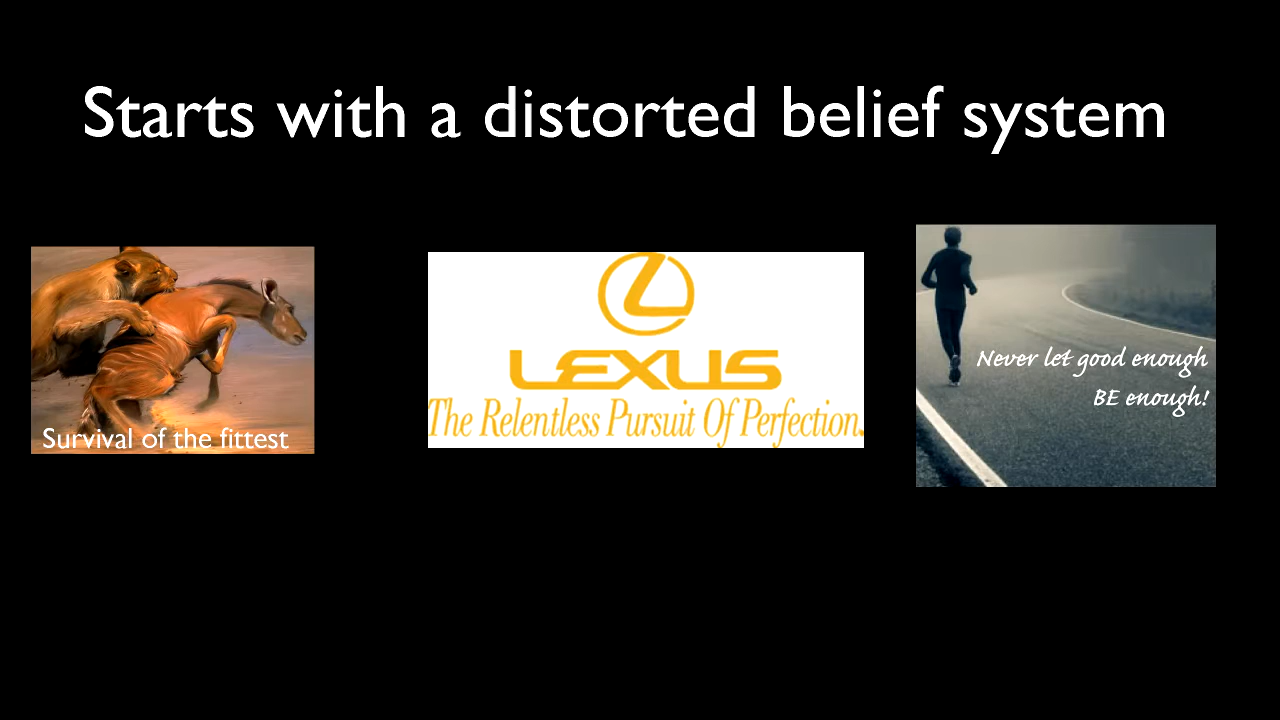 Starts with a distorted belief system
Survival of the fittest
LEXUS
The Relentless Pursuit Of Perfection.
Never let good enough
BE enough!